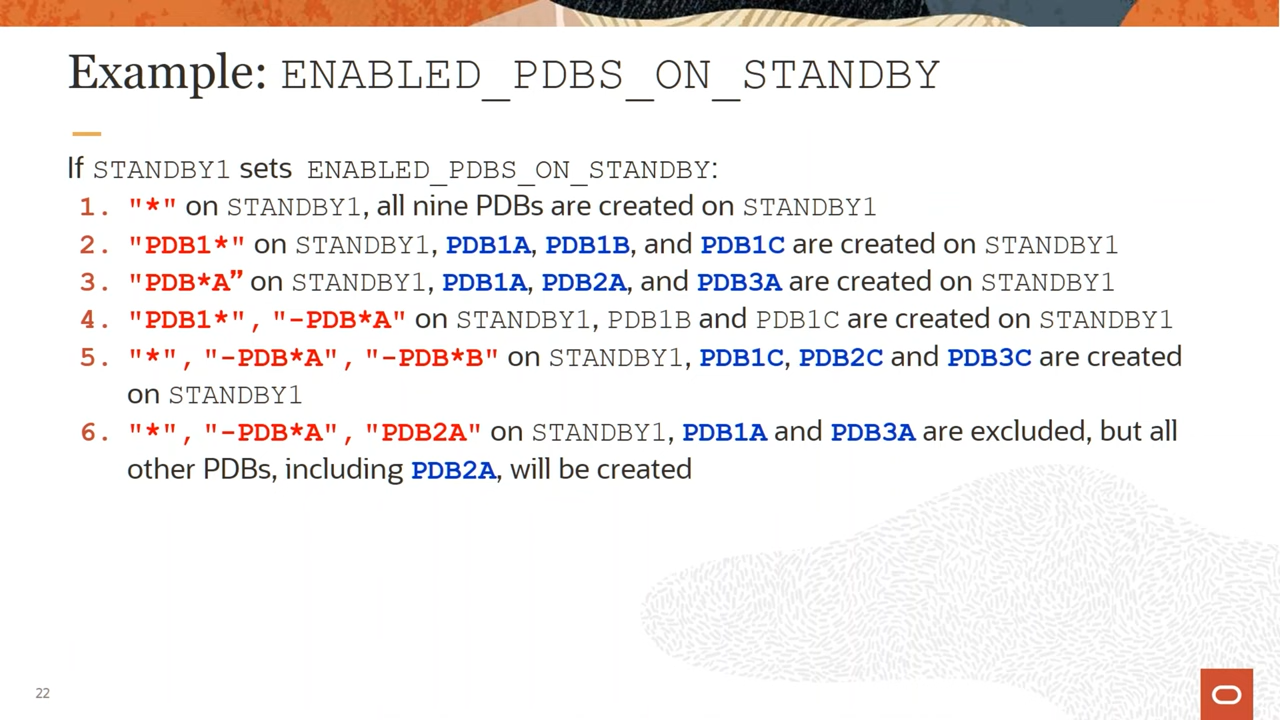 Example: ENABLED_PDBS_ON_STANDBY
If STANDBY1 sets ENABLED_PDBS_ON_STANDBY:
1. "*" on STANDBY1, all nine PDBs are created on STANDBY1
2. "PDB1*" on STANDBY1, PDB1A, PDB1B, and PDB1C are created on STANDBY1
3. "PDB*A” on STANDBY1, PDB1A, PDB2A, and PDB3A are created on STANDBY1
4. "PDB1*", "-PDB*A" on STANDBY1, PDB1B and PDB1C are created on STANDBY1
5. "*", "-PDB*A", "-PDB*B" on STANDBY1, PDB1C, PDB2C and PDB3C are created
on STANDBY1
6. "*", "-PDB*A", "PDB2A" on STANDBY1, PDB1A and PDB3A are excluded, but all
other PDBs, including PDB2A, will be created
22